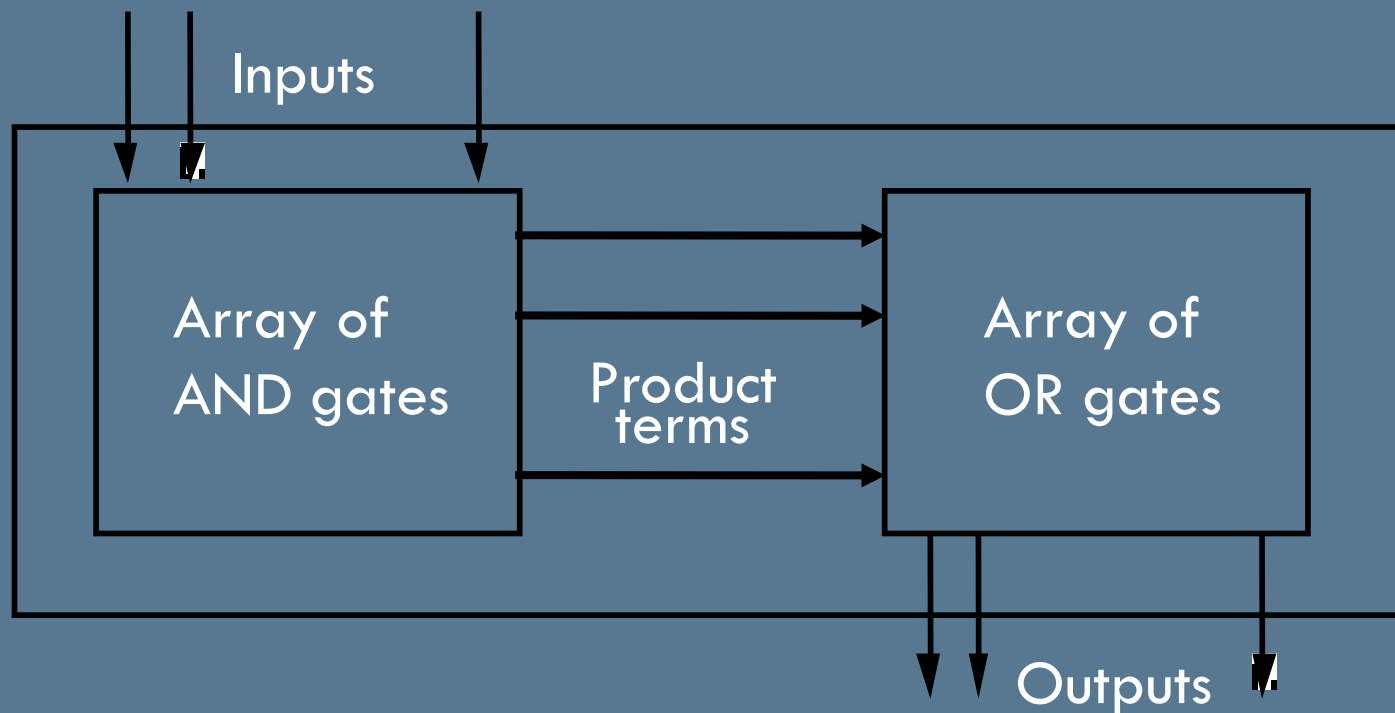 Inputs
Array of
AND gates
Product
terms
Array of
OR gates
Outputs